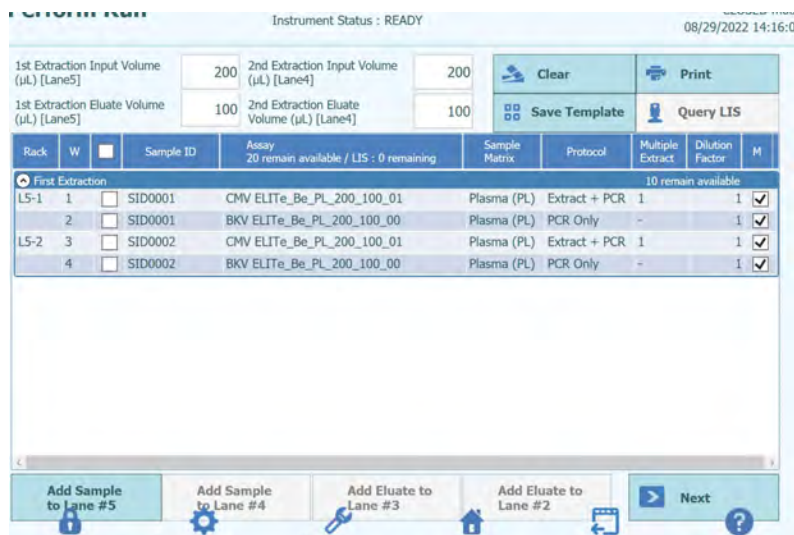 Perform Run
Instrument Status : READY
08/29/2022 14:16:0
1st Extraction Input Volume (µL) [Lane5] 200
2nd Extraction Input Volume (µL) [Lane4] 200
Clear
Print
1st Extraction Eluate Volume (µL) [Lane5] 100
2nd Extraction Eluate Volume (µL) [Lane4] 100
Save Template
Query LIS
Rack W Sample ID Assay 20 remain available / LIS : 0 remaining Sample Matrix Protocol Multiple Extract Dilution Factor M
First Extraction 10 remain available
L5-1 1 SID0001 CMV ELITe_Be_PL_200_100_01 Plasma (PL) Extract + PCR 1 1
2 SID0001 BKV ELITe_Be_PL_200_100_00 Plasma (PL) PCR Only - 1
L5-2 3 SID0002 CMV ELITe_Be_PL_200_100_01 Plasma (PL) Extract + PCR 1 1
4 SID0002 BKV ELITe_Be_PL_200_100_00 Plasma (PL) PCR Only - 1
Add Sample to Lane #5
Add Sample to Lane #4
Add Eluate to Lane #3
Add Eluate to Lane #2
Next
?